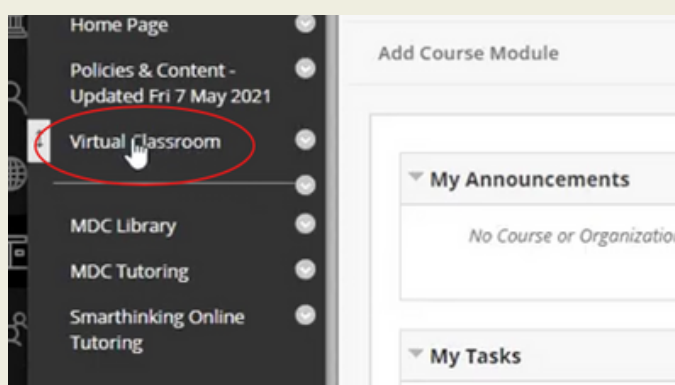 Home Page
Policies & Content -
Updated Fri 7 May 2021
Virtual Classroom
MDC Library
MDC Tutoring
Smarthinking Online
Tutoring
Add Course Module
My Announcements
No Course or Organizatio
My Tasks